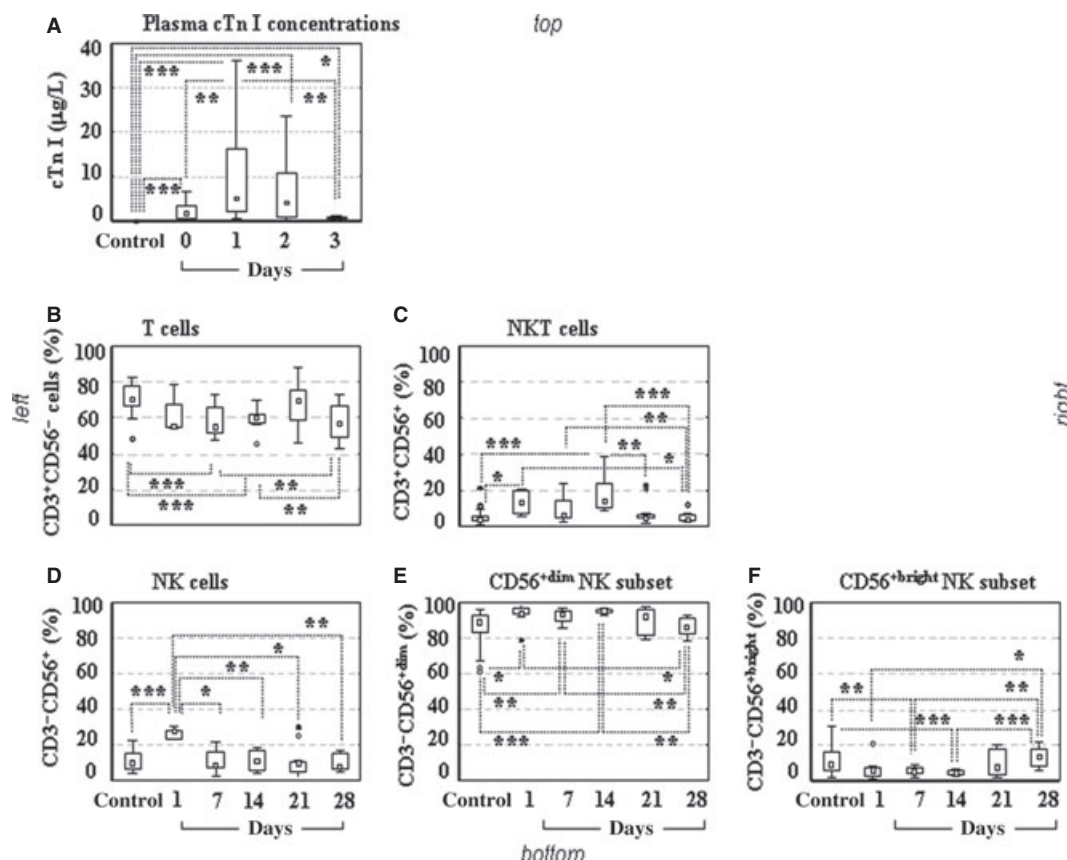 A Plasma cTn I concentrations
top
40
30
20
10
0
cTn I (µg/L)
*
***
***
**
**
***
Control 0 1 2 3
Days
left
right
B T cells
100
80
60
40
20
0
CD3+CD56− cells (%)
***
**
***
**
C NKT cells
100
80
60
40
20
0
CD3+CD56+ (%)
***
**
***
**
*
*
D NK cells
100
80
60
40
20
0
CD3−CD56+ (%)
**
*
**
***
*
Control 1 7 14 21 28
Days
E CD56+dim NK subset
100
80
60
40
20
0
CD3−CD56+dim (%)
*
*
**
**
***
**
Control 1 7 14 21 28
Days
F CD56+bright NK subset
100
80
60
40
20
0
CD3−CD56+bright (%)
*
**
**
***
***
Control 1 7 14 21 28
Days
bottom